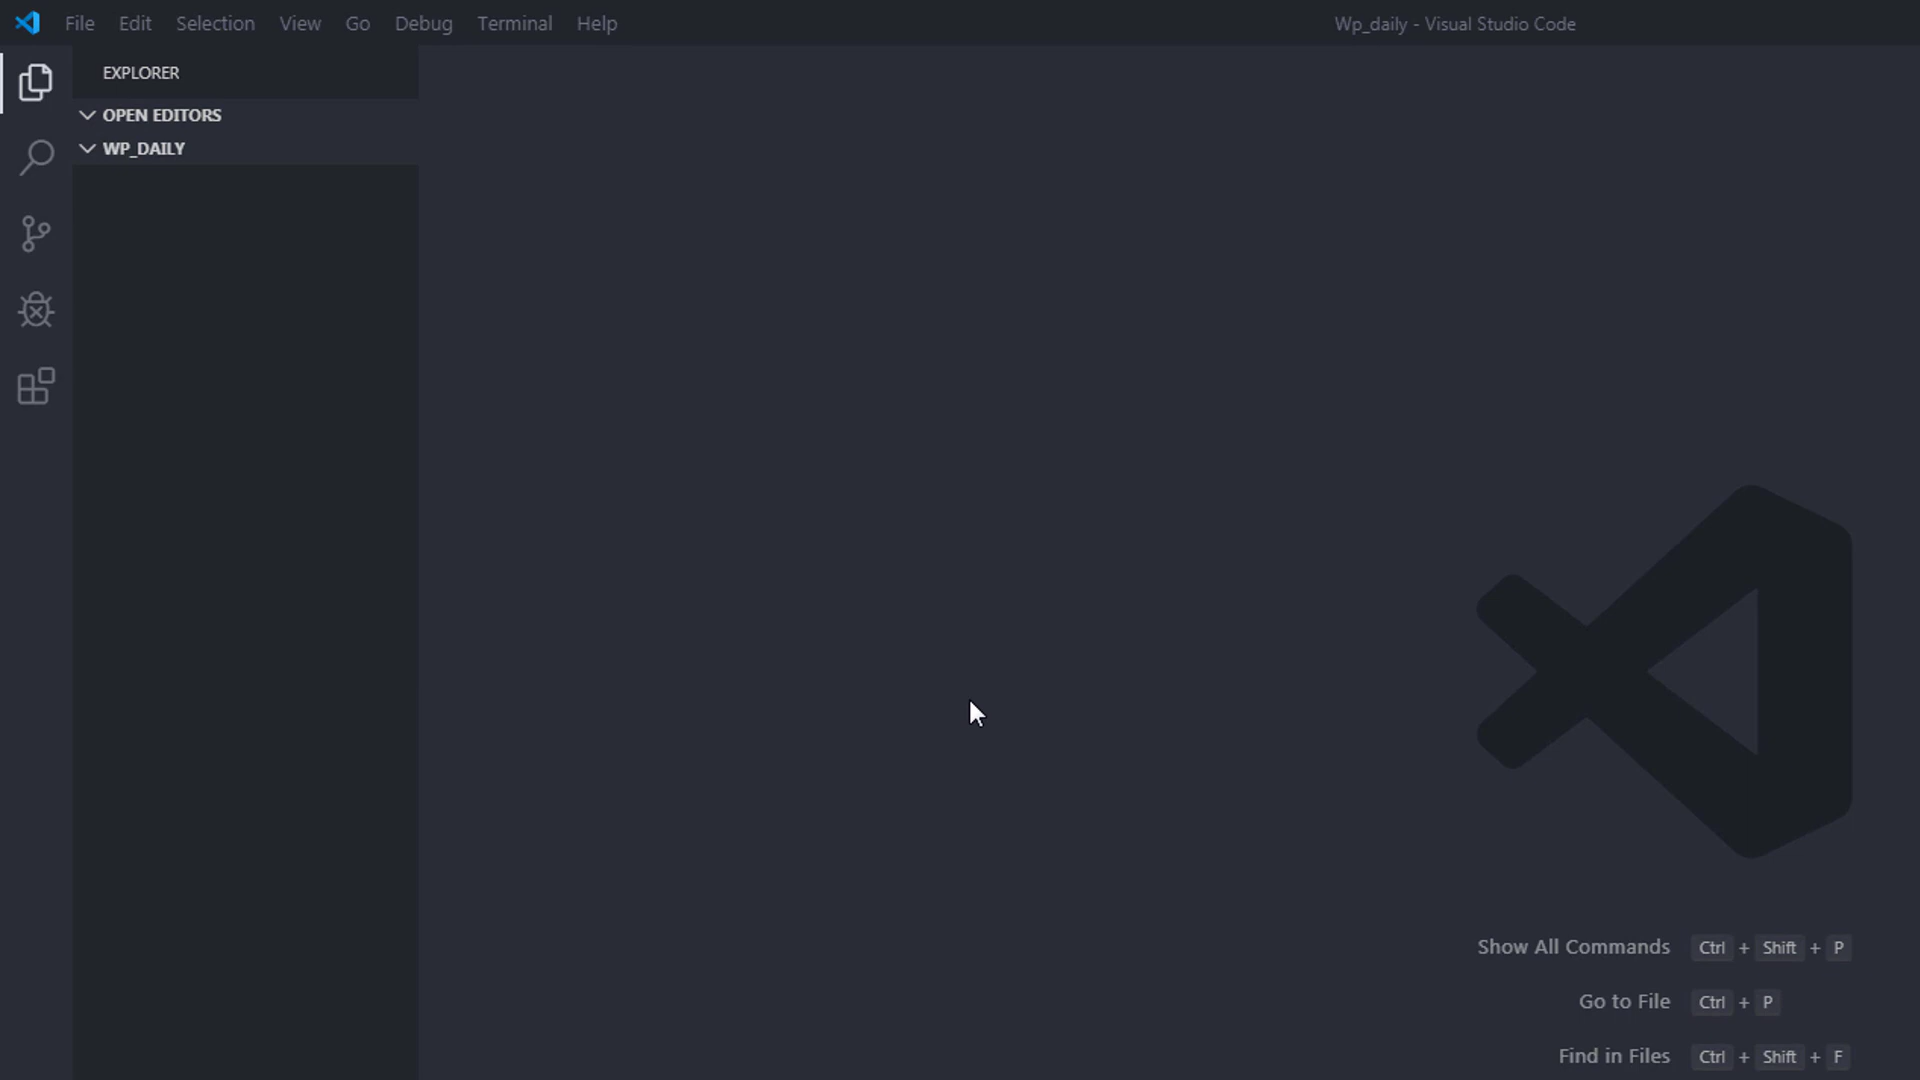 File Edit Selection View Go Debug Terminal Help Wp_daily - Visual Studio Code
EXPLORER
OPEN EDITORS
WP_DAILY
Show All Commands Ctrl + Shift + P
Go to File Ctrl + P
Find in Files Ctrl + Shift + F